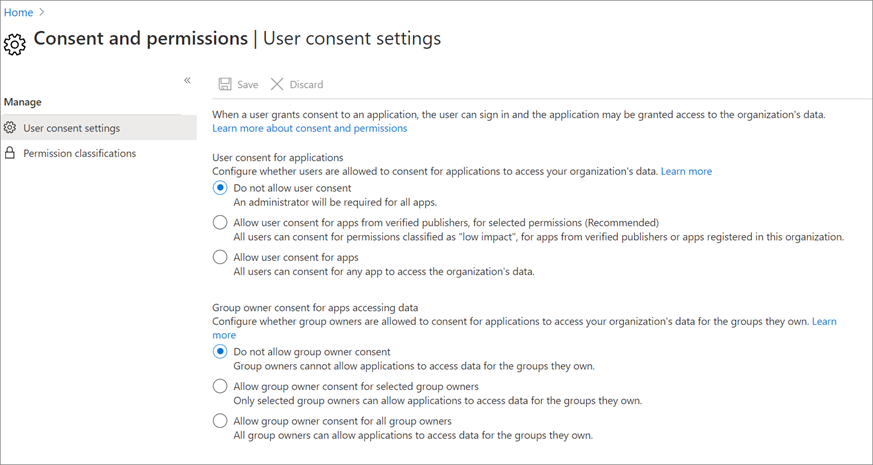 Home
Consent and permissions | User consent settings
«
Save Discard
Manage
When a user grants consent to an application, the user can sign in and the application may be granted access to the organization's data.
Learn more about consent and permissions
User consent settings
Permission classifications
User consent for applications
Configure whether users are allowed to consent for applications to access your organization's data. Learn more
Do not allow user consent
An administrator will be required for all apps.
Allow user consent for apps from verified publishers, for selected permissions (Recommended)
All users can consent for permissions classified as "low impact", for apps from verified publishers or apps registered in this organization.
Allow user consent for apps
All users can consent for any app to access the organization's data.
Group owner consent for apps accessing data
Configure whether group owners are allowed to consent for applications to access your organization's data for the groups they own. Learn
more
Do not allow group owner consent
Group owners cannot allow applications to access data for the groups they own.
Allow group owner consent for selected group owners
Only selected group owners can allow applications to access data for the groups they own.
Allow group owner consent for all group owners
All group owners can allow applications to access data for the groups they own.